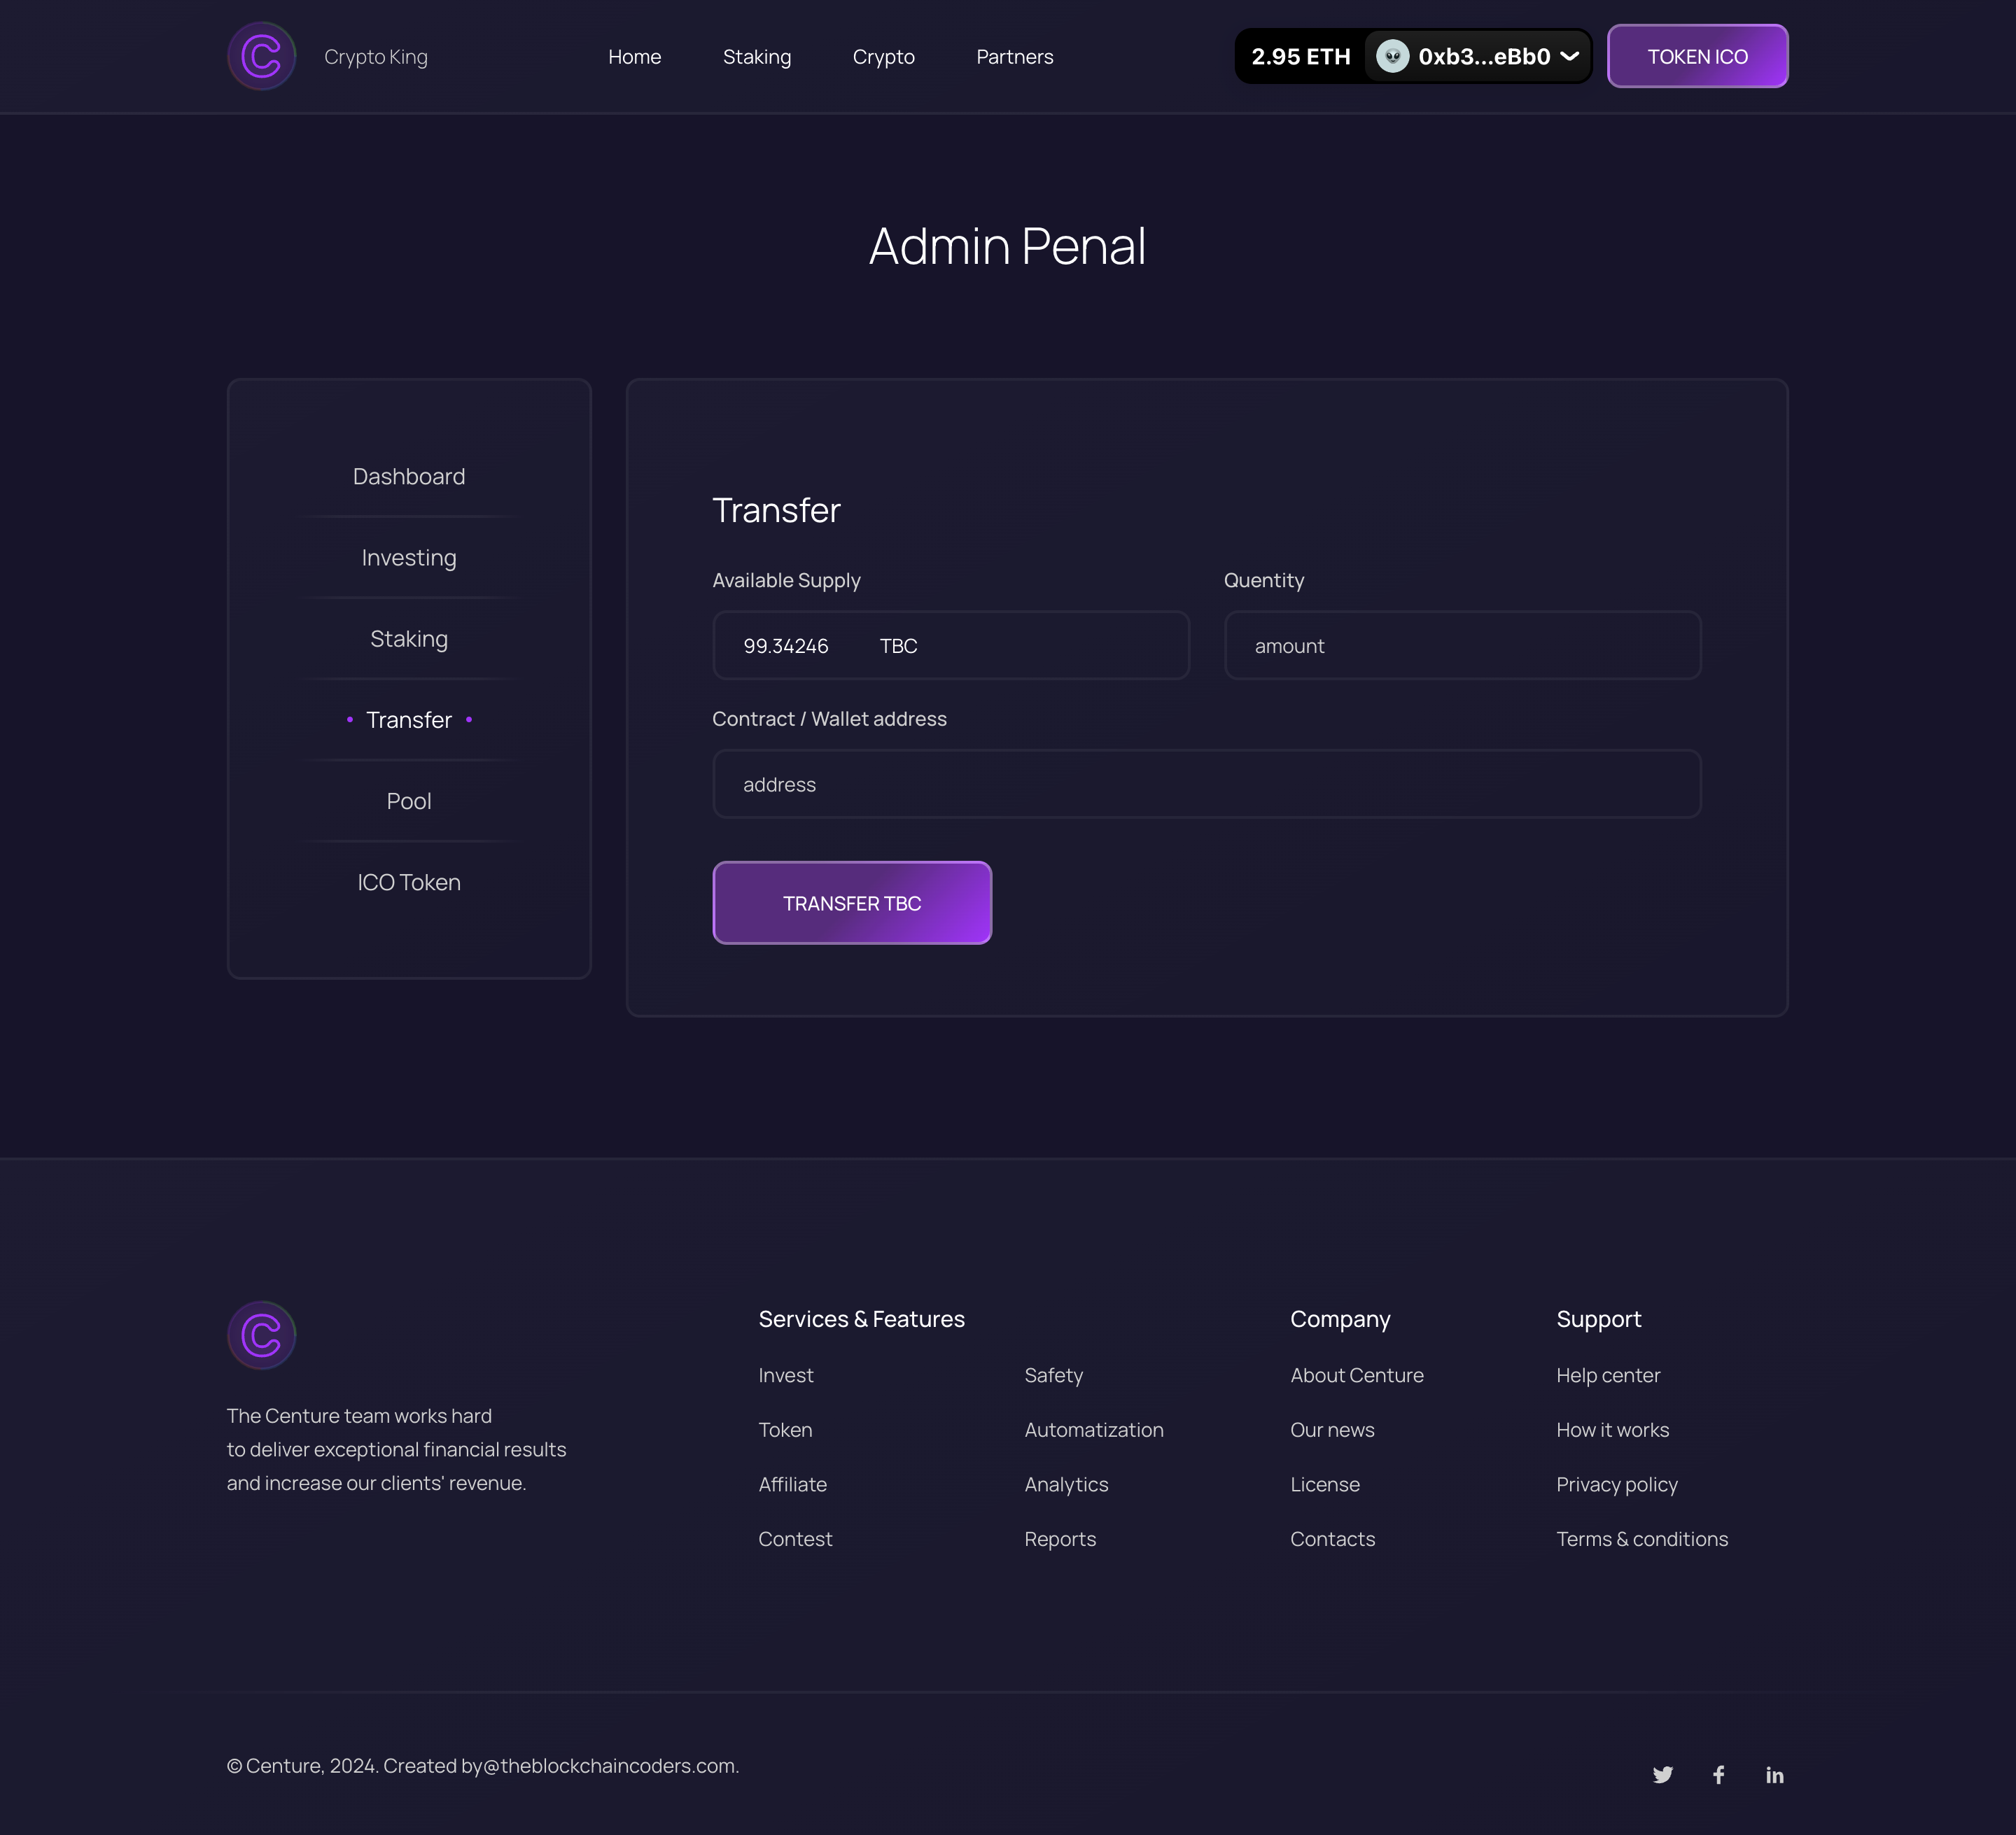 Crypto King
Home Staking Crypto Partners
2.95 ETH 0xb3...eBb0
TOKEN ICO
Admin Penal
Dashboard
Investing
Staking
Transfer
Pool
ICO Token
Transfer
Available Supply
99.34246 TBC
Quentity
amount
Contract / Wallet address
address
TRANSFER TBC
The Centure team works hard
to deliver exceptional financial results
and increase our clients' revenue.
Services & Features
Invest
Token
Affiliate
Contest
Safety
Automatization
Analytics
Reports
Company
About Centure
Our news
License
Contacts
Support
Help center
How it works
Privacy policy
Terms & conditions
© Centure, 2024. Created by@theblockchaincoders.com.